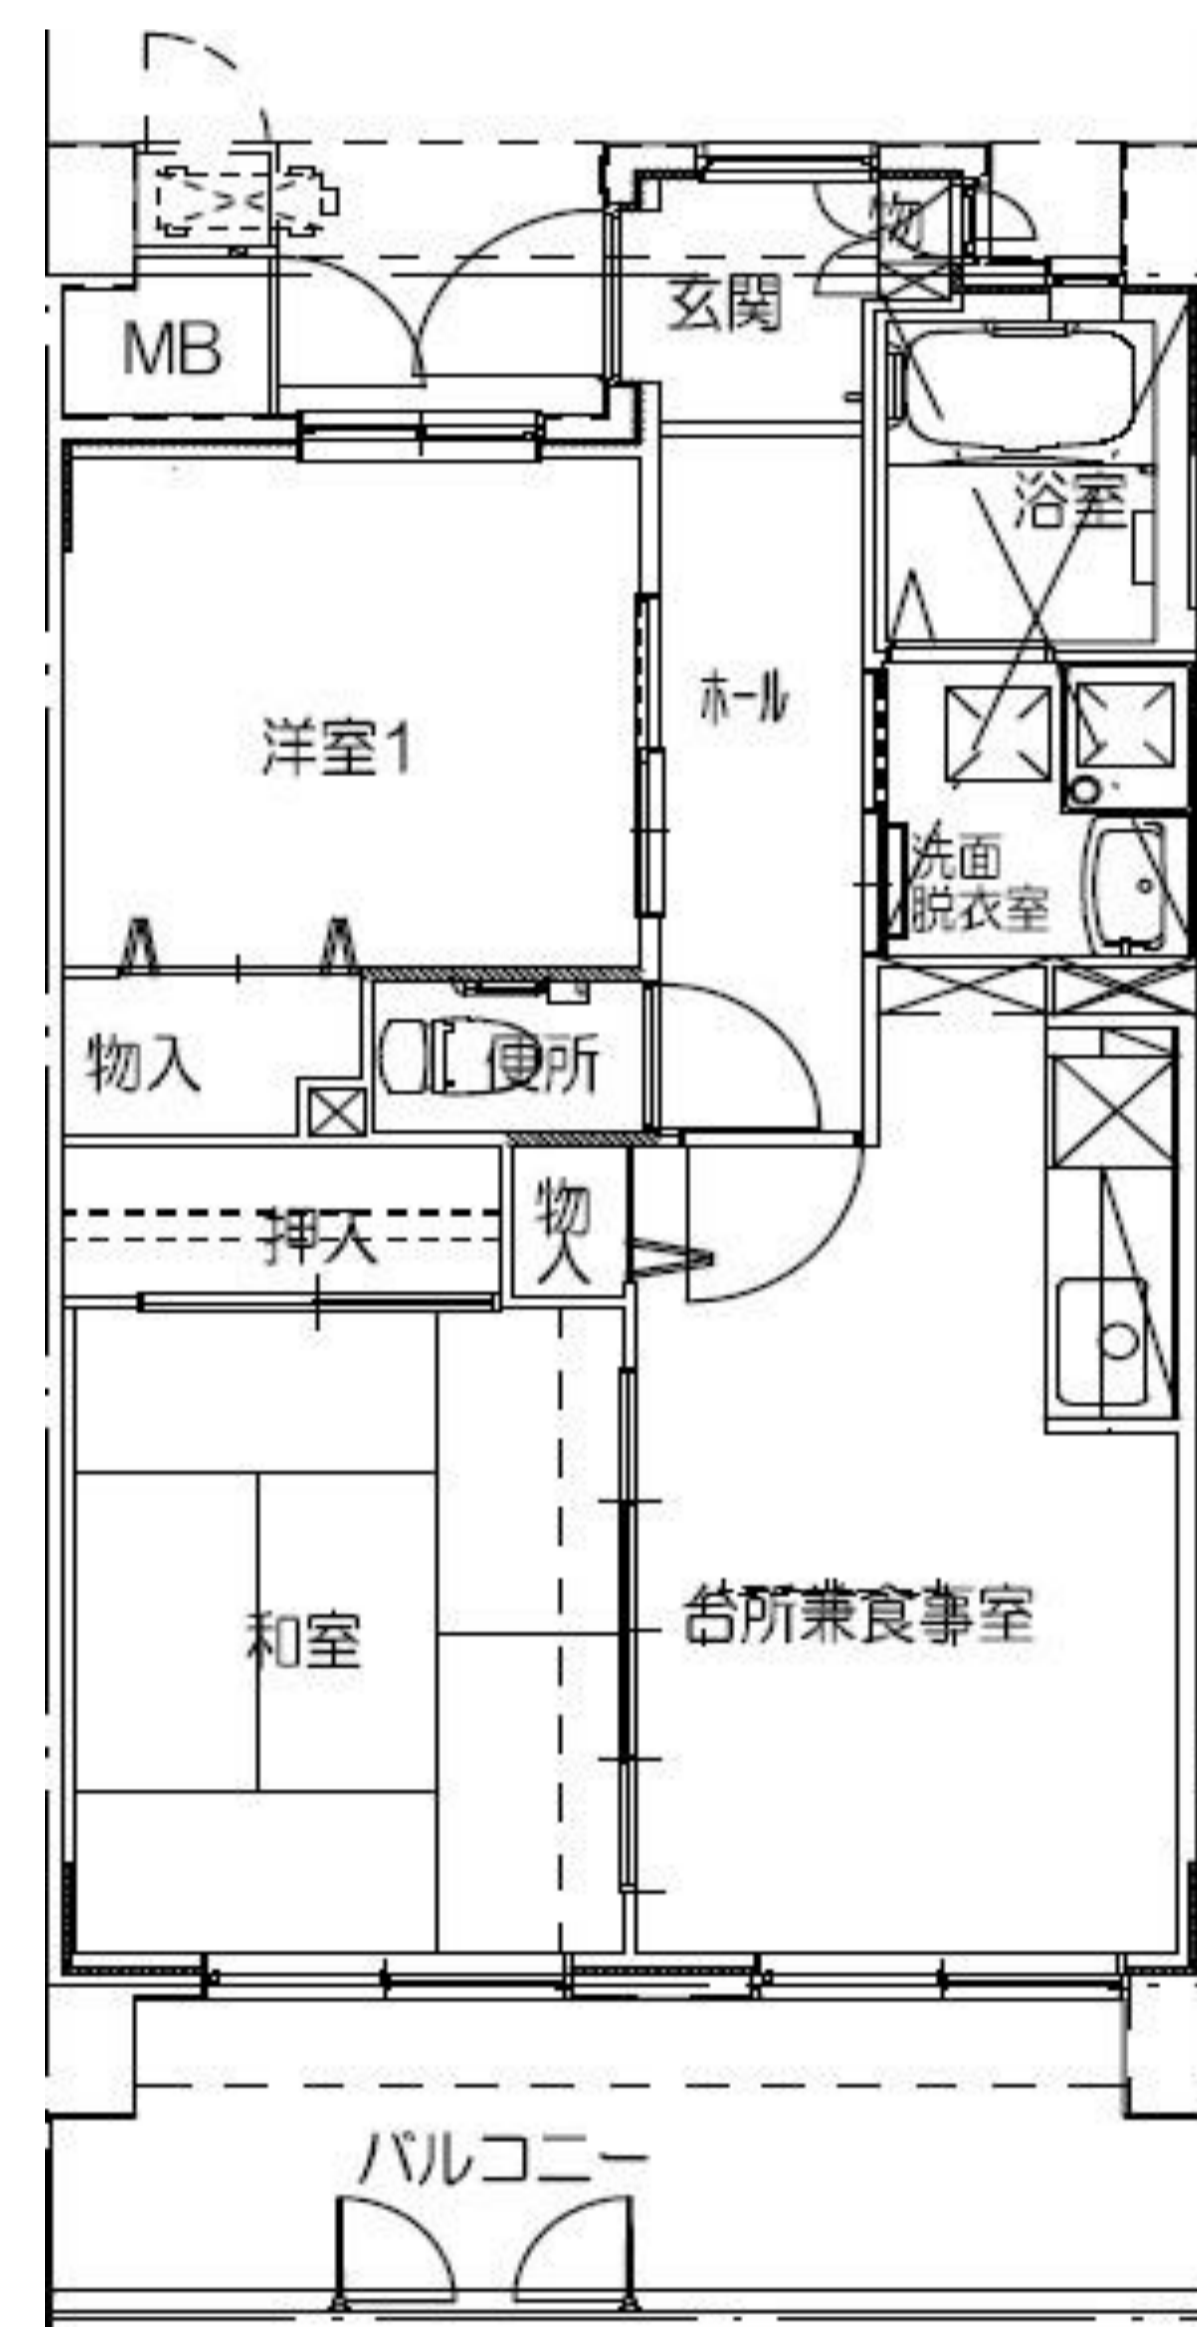 物
玄関
MB
浴室
ホール
洋室1
洗面
脱衣室
物入
便所
物
入
押入
台所兼食事室
和室
バルコニー